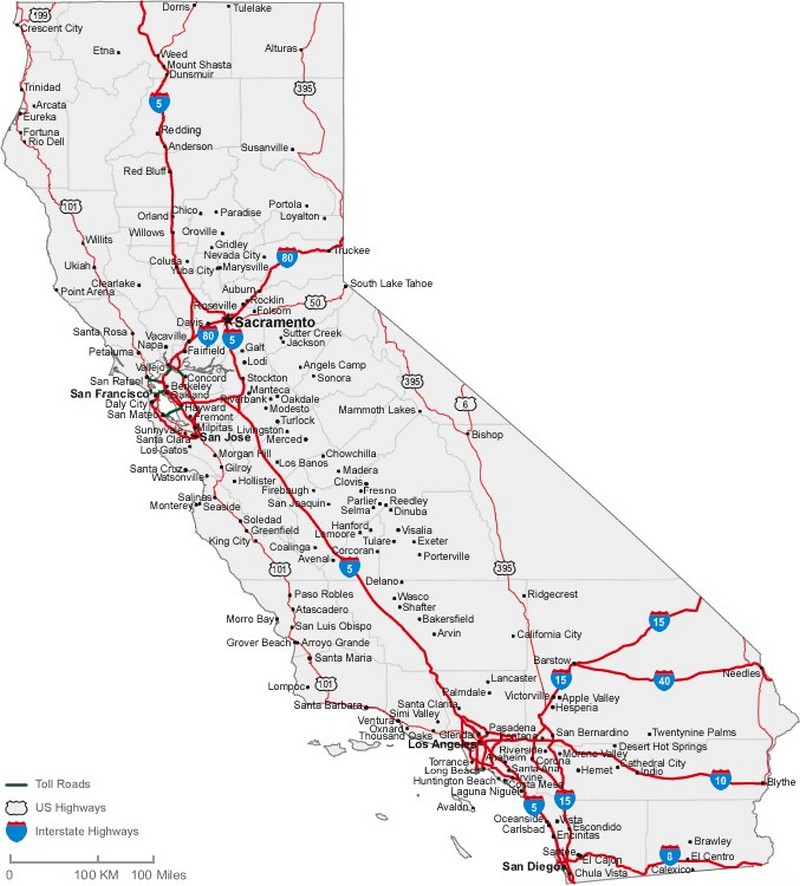 199
Crescent City
Dorris
Tulelake
Etna
Weed
Mount Shasta
Dunsmuir
Alturas
395
Trinidad
Arcata
Eureka
Fortuna
Rio Dell
5
Redding
Anderson
Susanville
Red Bluff
101
Orland
Chico
Paradise
Portola
Loyalton
Willows
Oroville
Willits
Gridley
Nevada City
80
Truckee
Ukiah
Colusa
Yuba City
Marysville
Clearlake
Point Arena
Auburn
South Lake Tahoe
Roseville
Rocklin
Folsom
50
Davis
Sacramento
Santa Rosa
Vacaville
80
5
Sutter Creek
Jackson
Napa
Petaluma
Fairfield
Galt
Lodi
Vallejo
Angels Camp
San Rafael
Concord
Stockton
Sonora
395
Berkeley
San Francisco
Oakland
Manteca
Riverbank
Oakdale
6
Daly City
Hayward
Modesto
Mammoth Lakes
San Mateo
Fremont
Turlock
Sunnyvale
Milpitas
Livingston
Bishop
Santa Clara
San Jose
Merced
Los Gatos
Morgan Hill
Chowchilla
Los Banos
Santa Cruz
Gilroy
Madera
Watsonville
Hollister
Clovis
Firebaugh
Fresno
Salinas
San Joaquin
Parlier
Reedley
Monterey
Seaside
Selma
Dinuba
Soledad
Hanford
Greenfield
Lemoore
Visalia
King City
Tulare
Exeter
Coalinga
Corcoran
Avenal
Porterville
101
5
395
Delano
Paso Robles
Wasco
Ridgecrest
Atascadero
Shafter
Morro Bay
San Luis Obispo
Bakersfield
15
Grover Beach
Arroyo Grande
Arvin
California City
Santa Maria
Barstow
Lompoc
101
Lancaster
15
40
Needles
Palmdale
Victorville
Apple Valley
Santa Barbara
Santa Clarita
Hesperia
Simi Valley
Ventura
Oxnard
Pasadena
Thousand Oaks
Glendale
Fontana
San Bernardino
Twentynine Palms
Los Angeles
Riverside
Moreno Valley
Desert Hot Springs
Torrance
Anaheim
Corona
Cathedral City
Long Beach
Santa Ana
Hemet
Indio
10
Blythe
Huntington Beach
Irvine
Costa Mesa
Laguna Niguel
Avalon
5
15
Oceanside
Vista
Carlsbad
Escondido
Encinitas
Brawley
Santee
8
El Centro
San Diego
El Cajon
Chula Vista
Calexico
Toll Roads
US Highways
Interstate Highways
0 100 KM 100 Miles